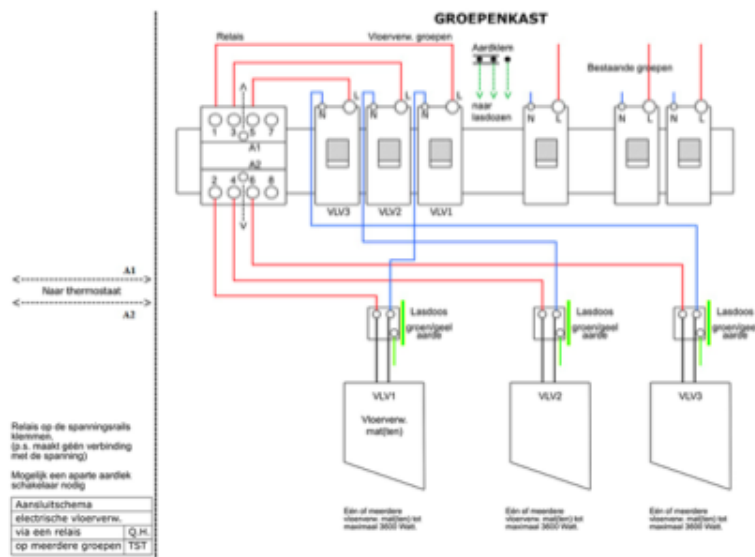 GROEPENKAST
Relais
Vloerverw. groepen
Aardklem
Bestaande groepen
naar
lasdozen
L
L
L
N
N
N
N
L
N
L
N
L
1
3
5
7
A1
A2
2
4
6
8
VLV3
VLV2
VLV1
A1
Naar thermostaat
A2
Lasdoos
groen/geel
aarde
Lasdoos
groen/geel
aarde
Lasdoos
groen/geel
aarde
VLV1
Vloerverw.
mat(ten)
VLV2
VLV3
Relais op de spanningsrails
klemmen.
(p.s. maakt géén verbinding
met de spanning)
Mogelijk een aparte aardlek
schakelaar nodig
Aansluitschema
electrische vloerverw.
via een relais Q.H.
op meerdere groepen TST
Eén of meerdere
vloerverw. mat(ten) tot
maximaal 3600 Watt.
Eén of meerdere
vloerverw. mat(ten) tot
maximaal 3600 Watt.
Eén of meerdere
vloerverw. mat(ten) tot
maximaal 3600 Watt.